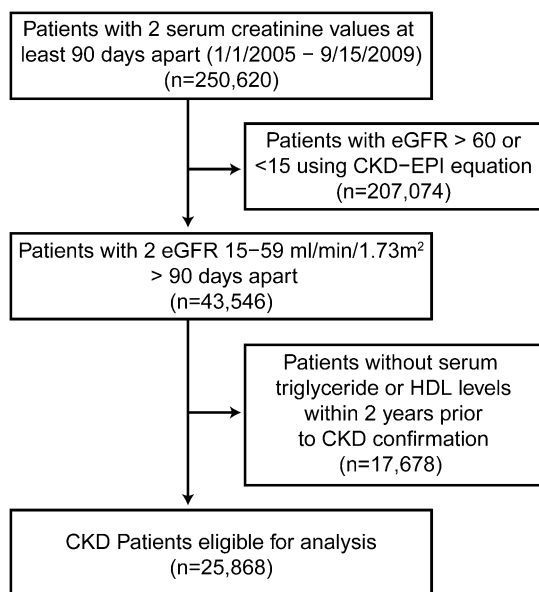 Patients with 2 serum creatinine values at
least 90 days apart (1/1/2005 − 9/15/2009)
(n=250,620)
Patients with eGFR > 60 or
<15 using CKD−EPI equation
(n=207,074)
Patients with 2 eGFR 15−59 ml/min/1.73m²
> 90 days apart
(n=43,546)
Patients without serum
triglyceride or HDL levels
within 2 years prior
to CKD confirmation
(n=17,678)
CKD Patients eligible for analysis
(n=25,868)